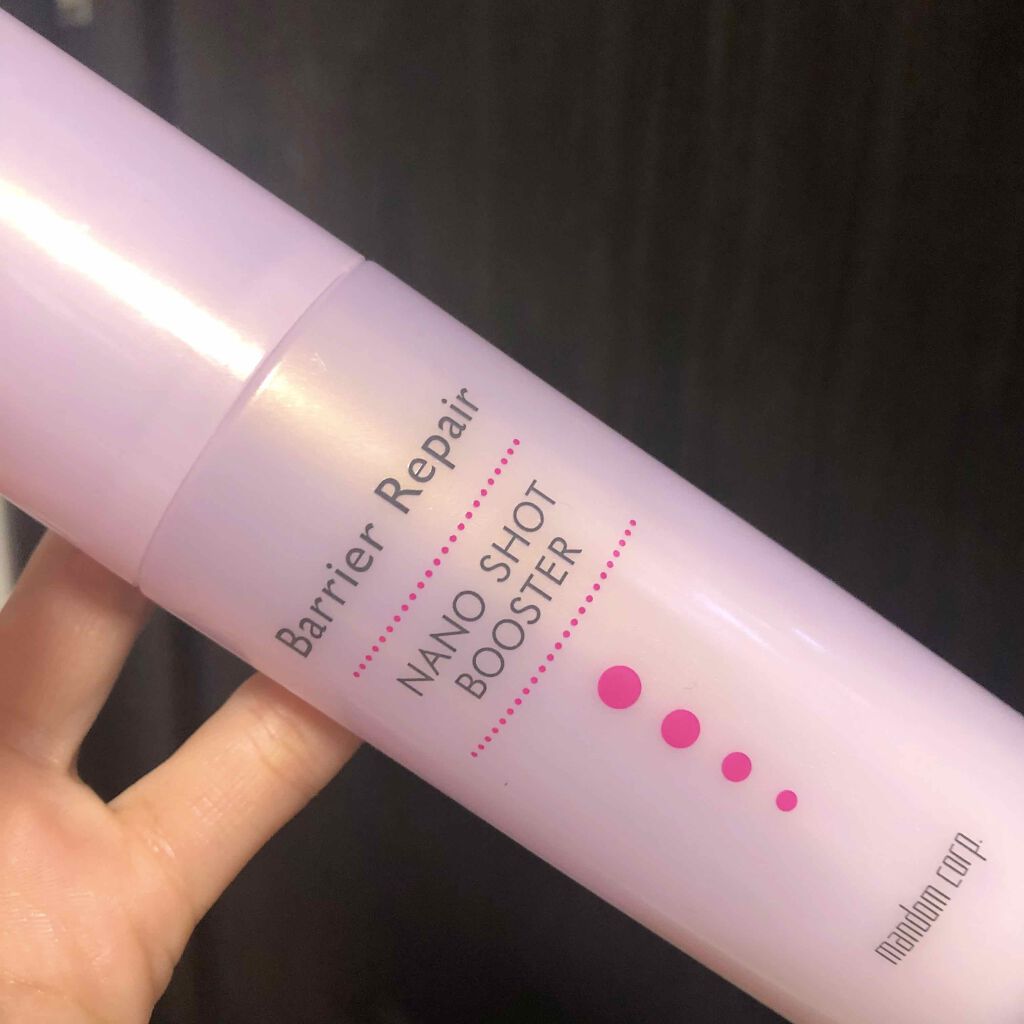 Barrier Repair
NANO SHOT
BOOSTER
mandom corp.